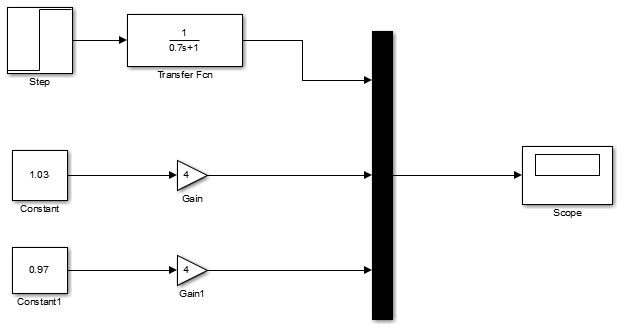 1
0.7s+1
Step
Transfer Fcn
1.03
4
Constant
Gain
Scope
0.97
4
Constant1
Gain1